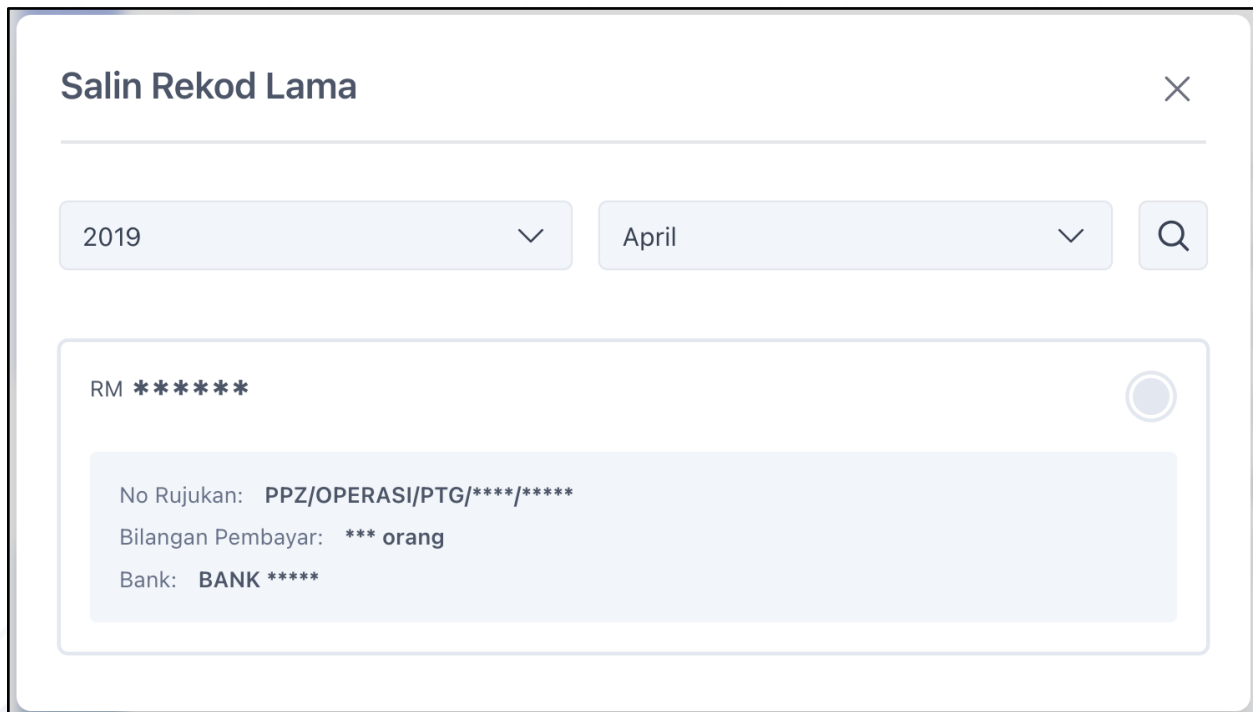 Salin Rekod Lama
2019
April
RM ******
No Rujukan: PPZ/OPERASI/PTG/****/*****
Bilangan Pembayar: *** orang
Bank: BANK *****